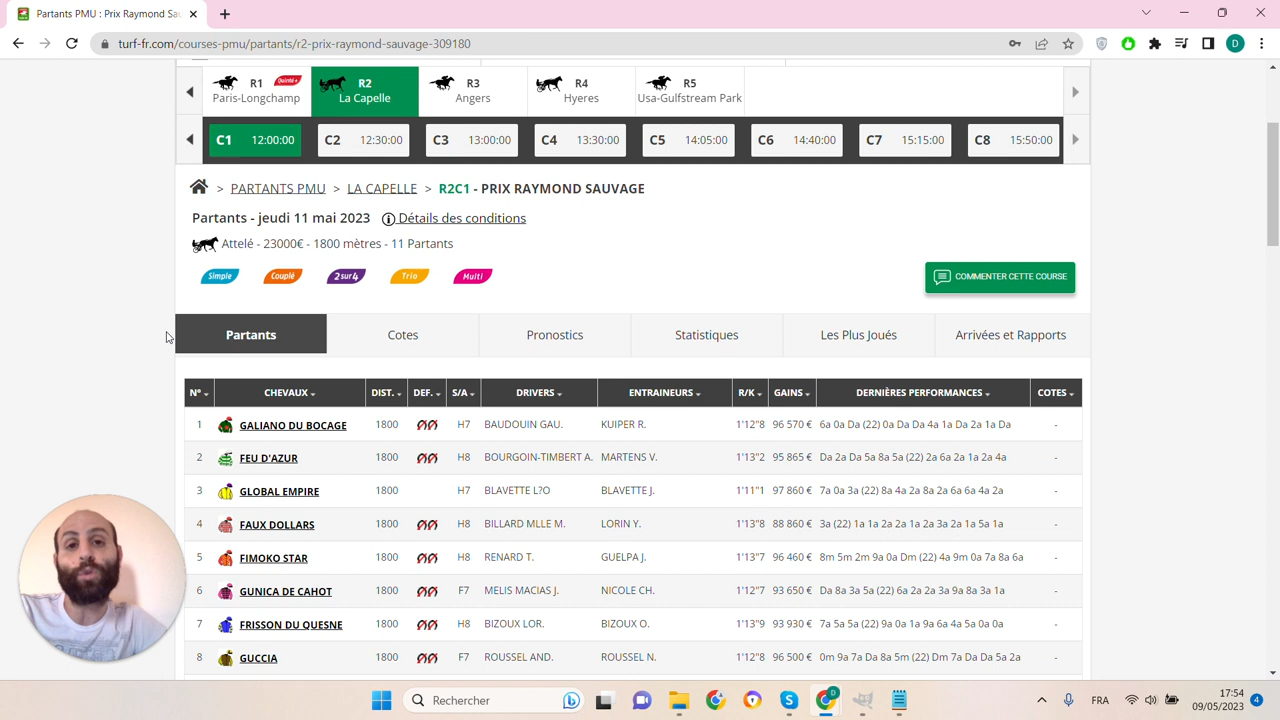 Partants PMU : Prix Raymond Sau
turf-fr.com/courses-pmu/partants/r2-prix-raymond-sauvage-309180
D
R1 Quinté+ R2 R3 R4 R5
Paris-Longchamp La Capelle Angers Hyeres Usa-Gulfstream Park
C1 12:00:00 C2 12:30:00 C3 13:00:00 C4 13:30:00 C5 14:05:00 C6 14:40:00 C7 15:15:00 C8 15:50:00
> PARTANTS PMU > LA CAPELLE > R2C1 - PRIX RAYMOND SAUVAGE
Partants - jeudi 11 mai 2023 Détails des conditions
Attelé - 23000€ - 1800 mètres - 11 Partants
Simple Couplé 2sur4 Trio Multi COMMENTER CETTE COURSE
Partants Cotes Pronostics Statistiques Les Plus Joués Arrivées et Rapports
N° CHEVAUX DIST. DEF. S/A DRIVERS ENTRAINEURS R/K GAINS DERNIÈRES PERFORMANCES COTES
1 GALIANO DU BOCAGE 1800 H7 BAUDOUIN GAU. KUIPER R. 1'12"8 96 570 € 6a 0a Da (22) 0a Da Da 4a 1a Da 2a 1a Da -
2 FEU D'AZUR 1800 H8 BOURGOIN-TIMBERT A. MARTENS V. 1'13"2 95 865 € Da 2a Da 5a 8a 5a (22) 2a 6a 2a 1a 2a 4a -
3 GLOBAL EMPIRE 1800 H7 BLAVETTE L?O BLAVETTE J. 1'11"1 97 860 € 7a 0a 3a (22) 8a 4a 2a 8a 2a 6a 6a 4a 2a -
4 FAUX DOLLARS 1800 H8 BILLARD MLLE M. LORIN Y. 1'13"8 88 860 € 3a (22) 1a 1a 2a 2a 1a 2a 3a 2a 1a 5a 1a -
5 FIMOKO STAR 1800 H8 RENARD T. GUELPA J. 1'13"7 96 460 € 8m 5m 2m 9a 0a Dm (22) 4a 9m 0a 7a 8a 6a -
6 GUNICA DE CAHOT 1800 F7 MELIS MACIAS J. NICOLE CH. 1'12"7 93 650 € Da 8a 3a 5a (22) 6a 2a 2a 3a 9a 8a 3a 1a -
7 FRISSON DU QUESNE 1800 H8 BIZOUX LOR. BIZOUX O. 1'13"9 93 930 € 7a 5a 5a (22) 9a 0a 1a 9a 6a 4a 5a 0a 0a -
8 GUCCIA 1800 F7 ROUSSEL AND. ROUSSEL N. 1'12"8 96 500 € 0m 9a 7a Da 8a 5m (22) Dm 7a Da Da 5a 2a -
Rechercher FRA 17:54
09/05/2023 4